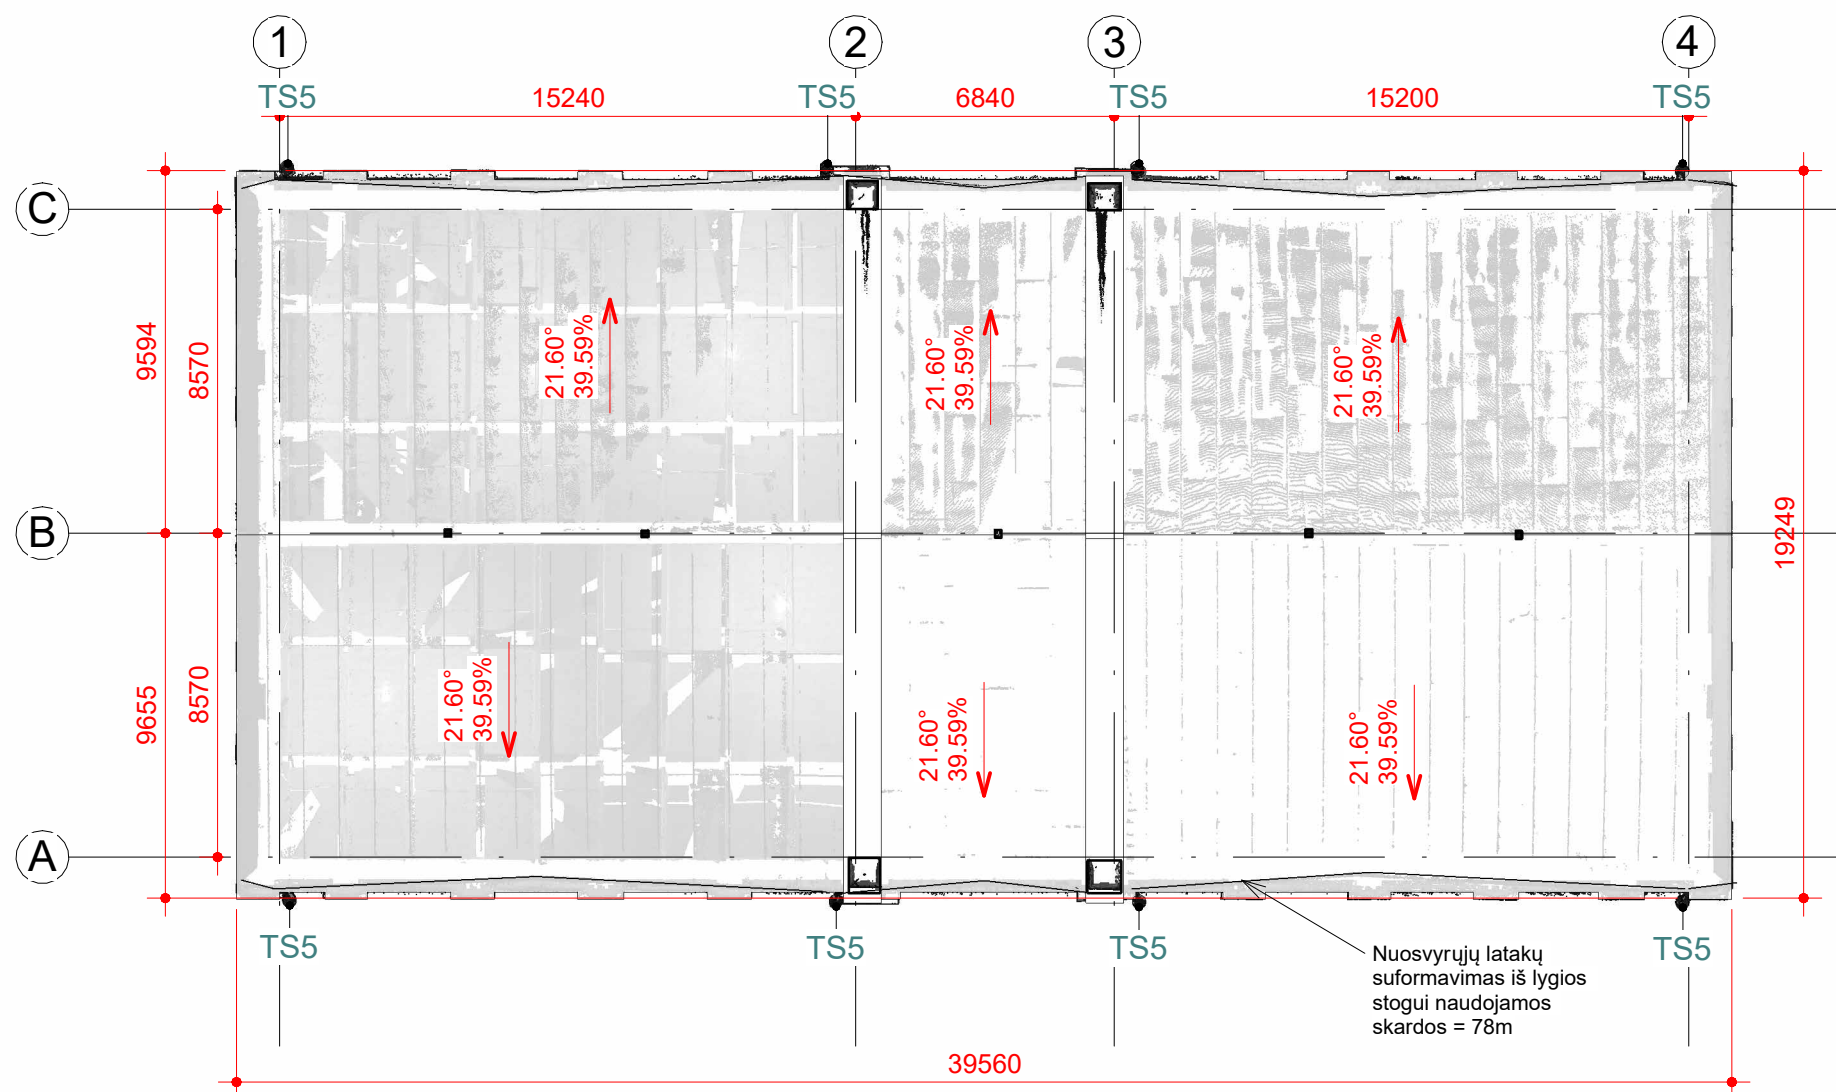 1
2
3
4
TS5
15240
TS5
6840
TS5
15200
TS5
C
B
A
9594
8570
9655
8570
19249
21.60°
39.59%
21.60°
39.59%
21.60°
39.59%
21.60°
39.59%
21.60°
39.59%
21.60°
39.59%
TS5
TS5
TS5
TS5
Nuosvyrųjų latakų
suformavimas iš lygios
stogui naudojamos
skardos = 78m
39560